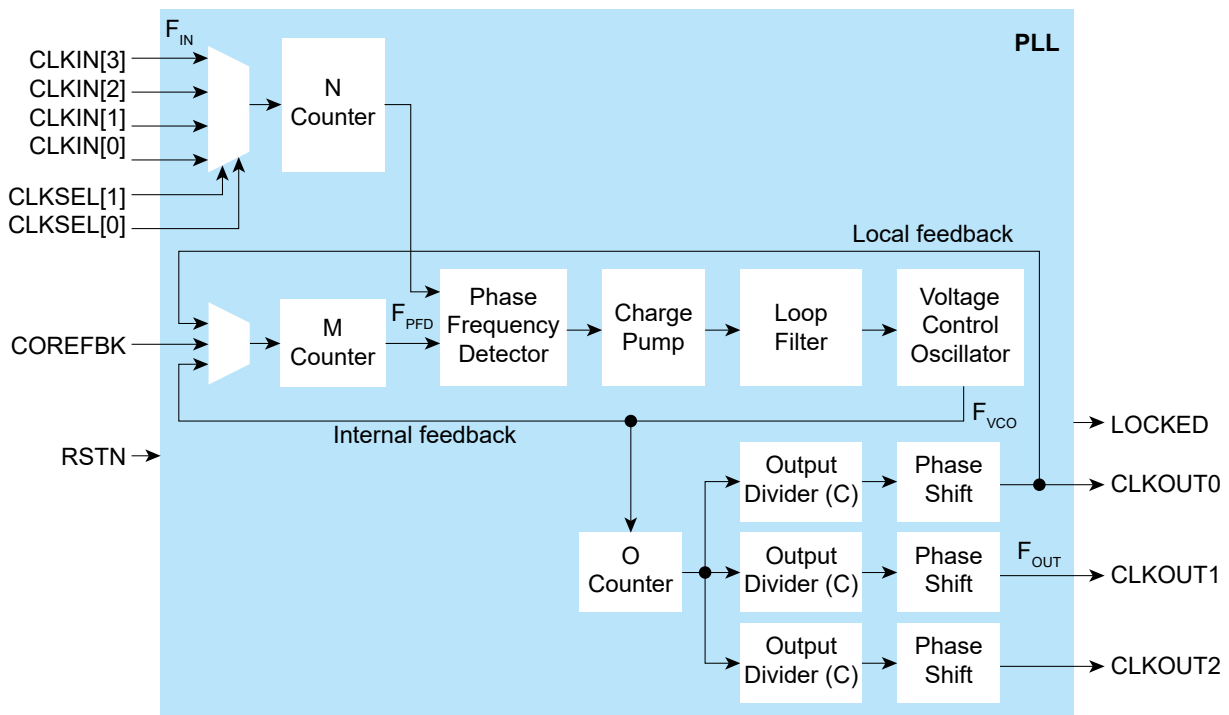 F_IN
PLL
CLKIN[3]
CLKIN[2]
CLKIN[1]
CLKIN[0]
CLKSEL[1]
CLKSEL[0]
N
Counter
Local feedback
COREFBK
M
Counter
F_PFD
Phase
Frequency
Detector
Charge
Pump
Loop
Filter
Voltage
Control
Oscillator
F_VCO
Internal feedback
RSTN
LOCKED
Output
Divider (C)
Phase
Shift
CLKOUT0
O
Counter
Output
Divider (C)
Phase
Shift
F_OUT
CLKOUT1
Output
Divider (C)
Phase
Shift
CLKOUT2